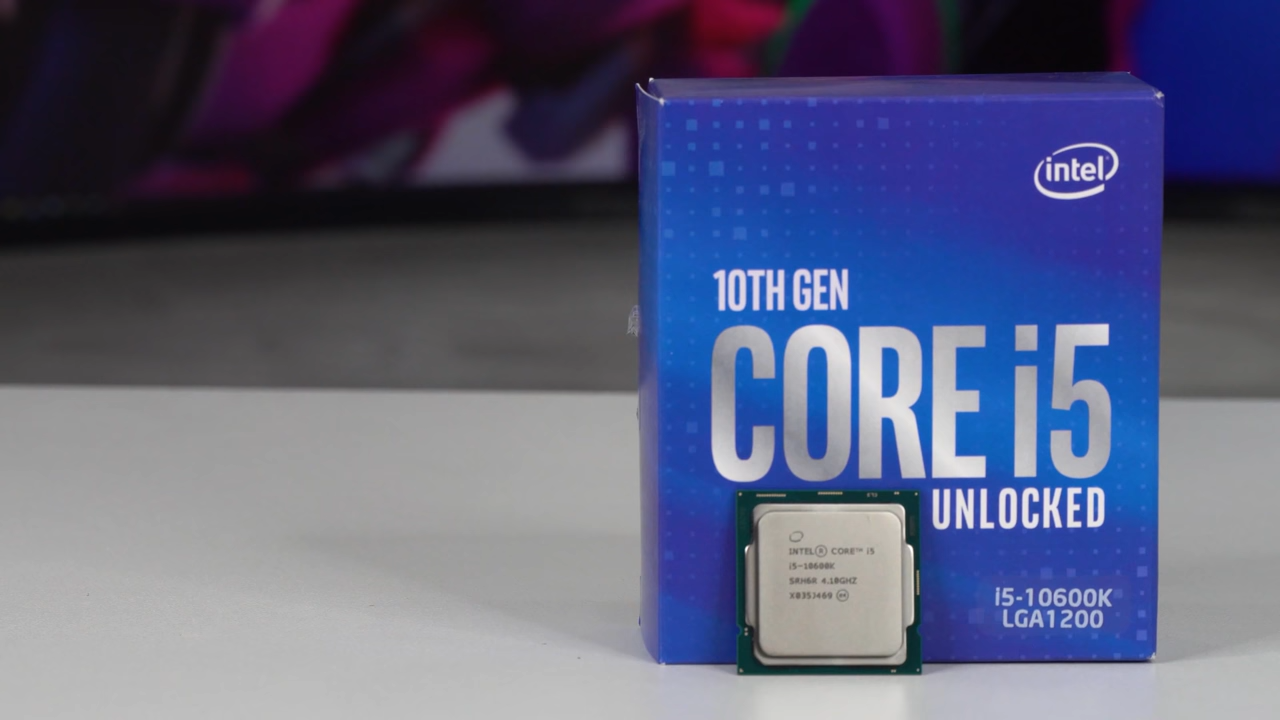 intel
10TH GEN
CORE i5
UNLOCKED
i5-10600K
LGA1200
INTEL® CORE™ i5
i5-10600K
SRH6R 4.10GHZ
X035J469